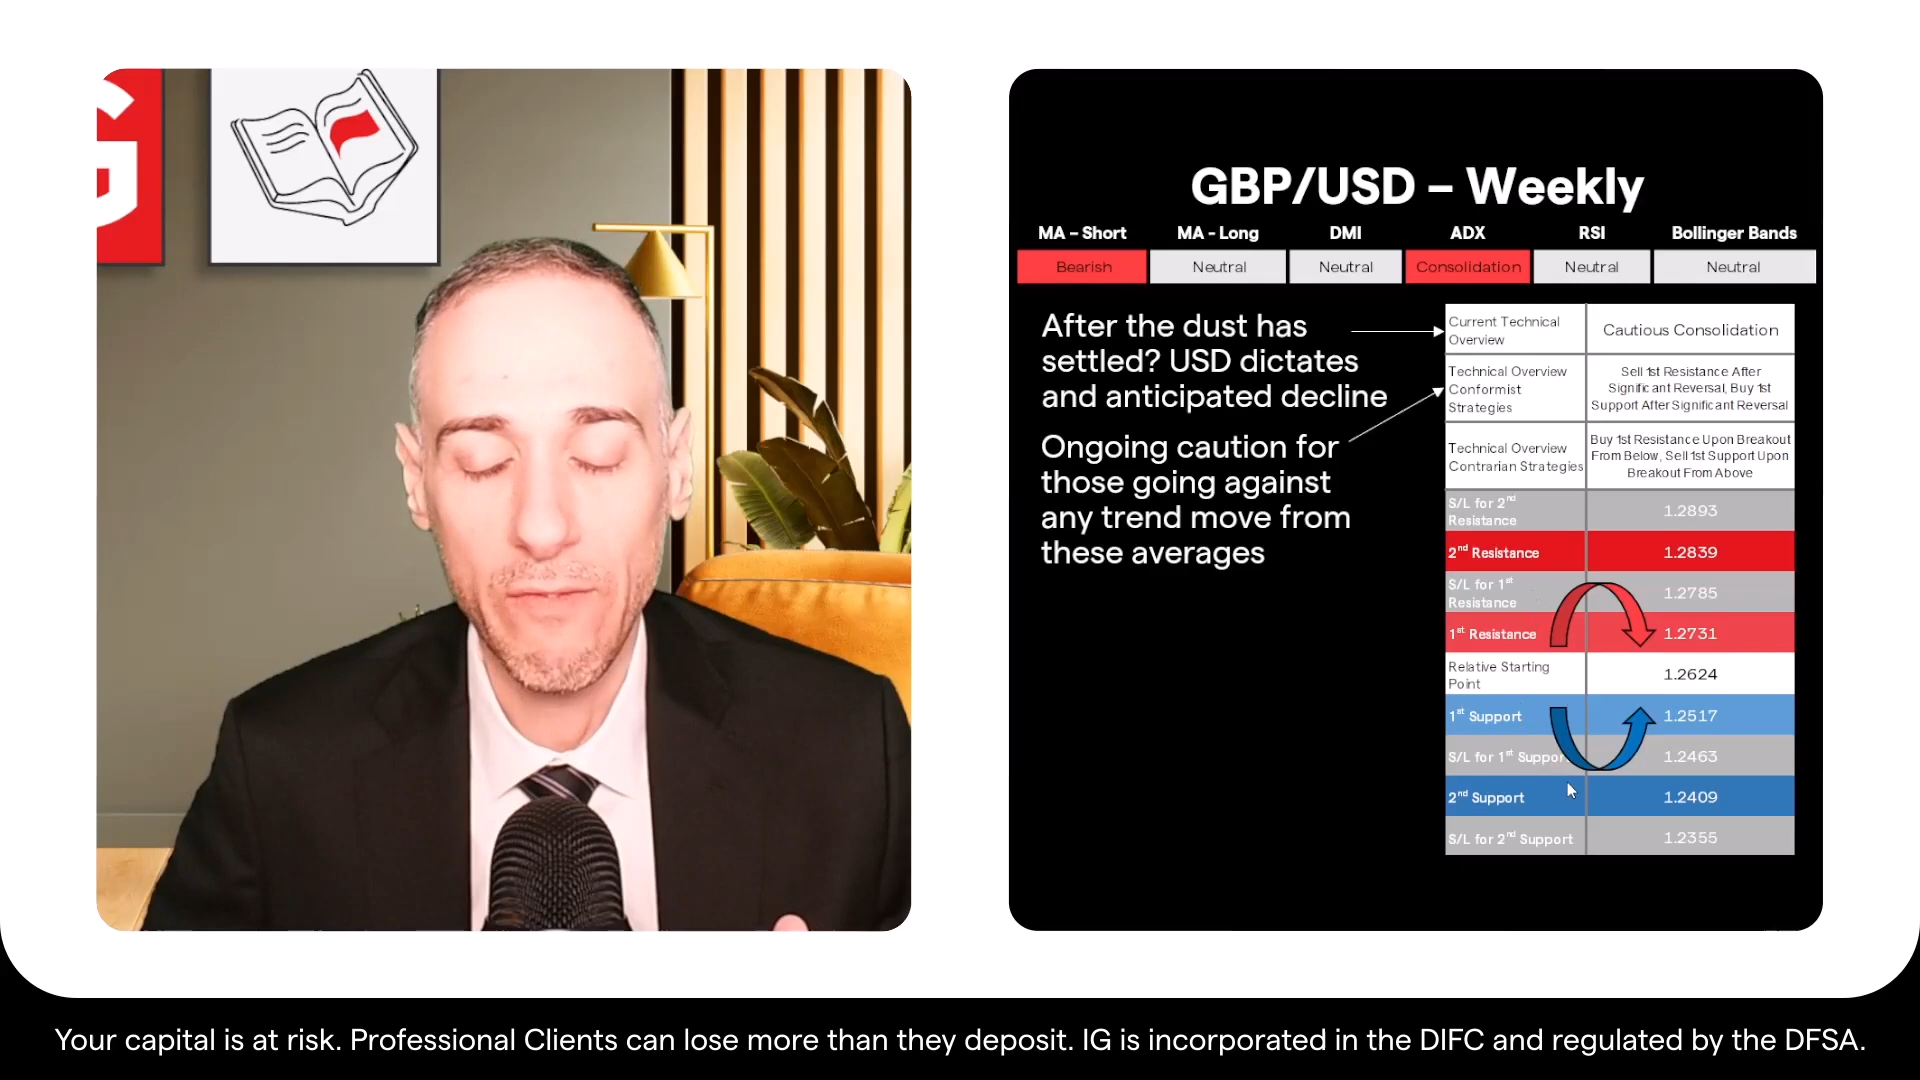 G
GBP/USD – Weekly
MA – Short MA - Long DMI ADX RSI Bollinger Bands
Bearish Neutral Neutral Consolidation Neutral Neutral
After the dust has
settled? USD dictates
and anticipated decline
Ongoing caution for
those going against
any trend move from
these averages
Current Technical
Overview
Cautious Consolidation
Technical Overview
Conformist
Strategies
Sell 1st Resistance After
Significant Reversal, Buy 1st
Support After Significant Reversal
Technical Overview
Contrarian Strategies
Buy 1st Resistance Upon Breakout
From Below, Sell 1st Support Upon
Breakout From Above
S/L for 2nd
Resistance
1.2893
2nd Resistance 1.2839
S/L for 1st
Resistance
1.2785
1st Resistance 1.2731
Relative Starting
Point
1.2624
1st Support 1.2517
S/L for 1st Support 1.2463
2nd Support 1.2409
S/L for 2nd Support 1.2355
Your capital is at risk. Professional Clients can lose more than they deposit. IG is incorporated in the DIFC and regulated by the DFSA.